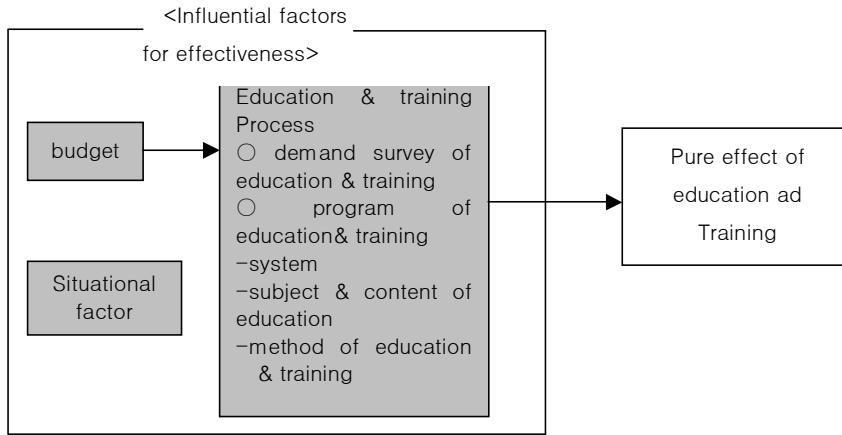 <Influential factors
for effectiveness>
budget
Situational
factor
Education & training
Process
○ demand survey of
education & training
○ program of
education& training
-system
-subject & content of
education
-method of education
& training
Pure effect of
education ad
Training